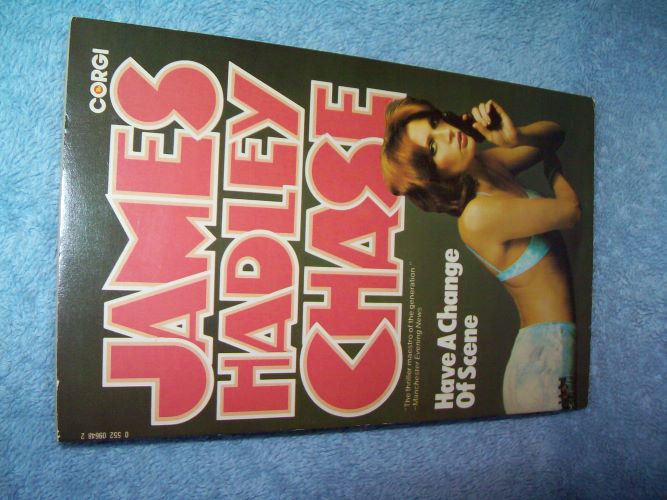 CORGI
JAMES
HADLEY
CHASE
"The thriller maestro of the generation."
—Manchester Evening News
Have A Change
Of Scene
0 552 09648 2